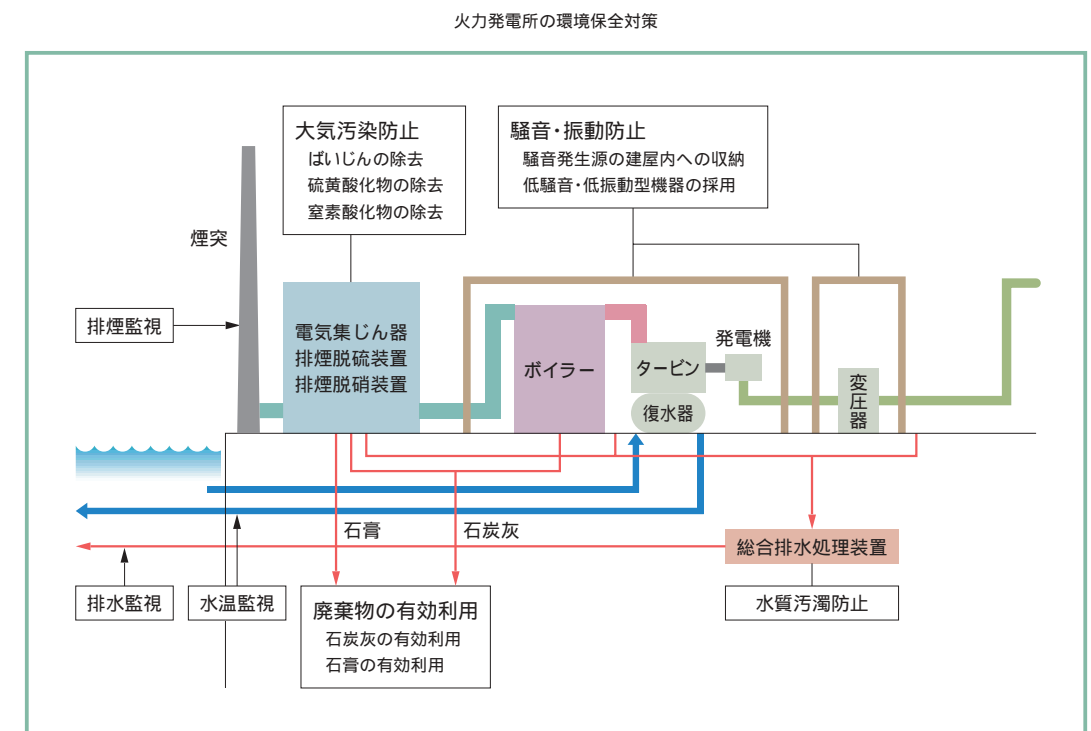 火力発電所の環境保全対策
大気汚染防止
ばいじんの除去
硫黄酸化物の除去
窒素酸化物の除去
騒音・振動防止
騒音発生源の建屋内への収納
低騒音・低振動型機器の採用
煙突
排煙監視
電気集じん器
排煙脱硫装置
排煙脱硝装置
ボイラー
タービン
発電機
復水器
変圧器
石膏
石炭灰
総合排水処理装置
排水監視
水温監視
廃棄物の有効利用
石炭灰の有効利用
石膏の有効利用
水質汚濁防止